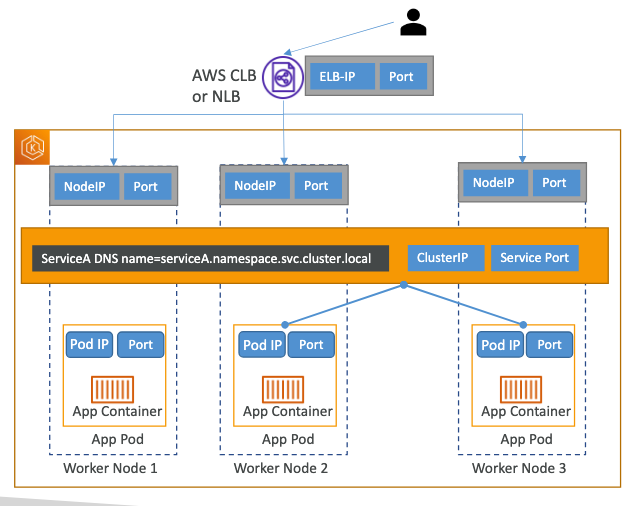 AWS CLB
or NLB
ELB-IP
Port
K
NodeIP
Port
NodeIP
Port
NodeIP
Port
ServiceA DNS name=serviceA.namespace.svc.cluster.local
ClusterIP
Service Port
Pod IP
Port
Pod IP
Port
Pod IP
Port
App Container
App Container
App Container
App Pod
App Pod
App Pod
Worker Node 1
Worker Node 2
Worker Node 3